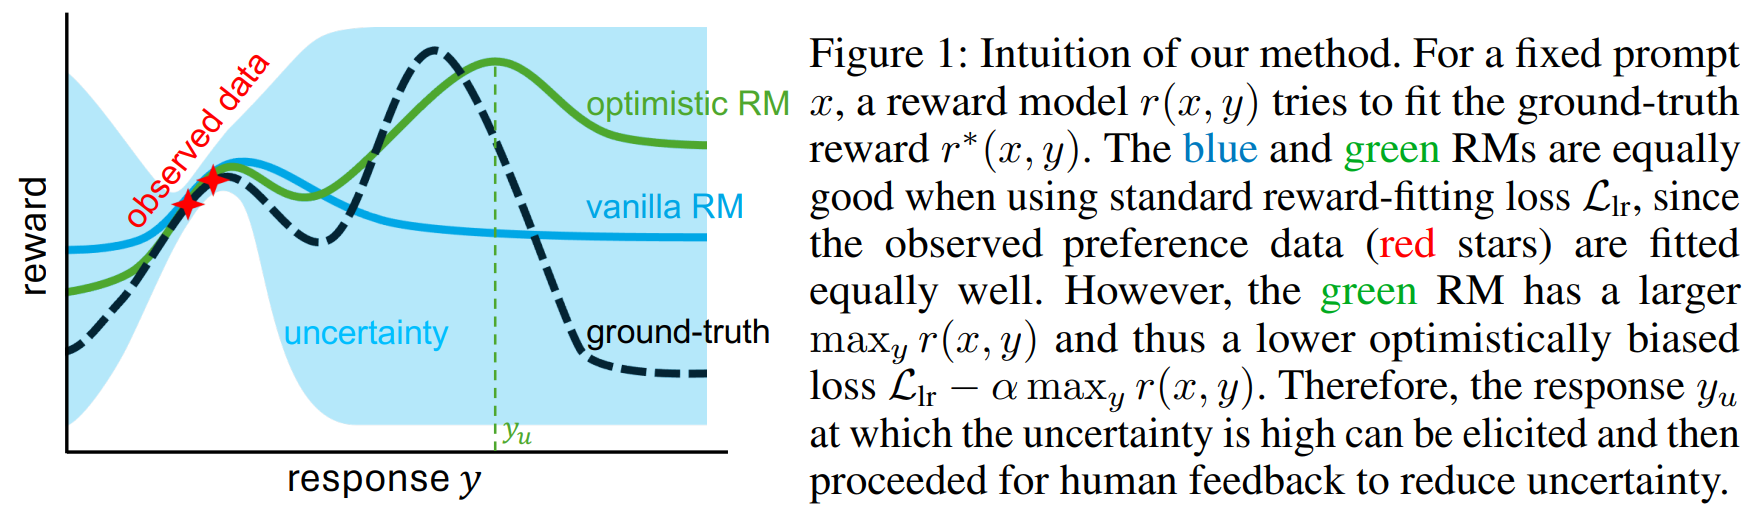 reward
observed data
optimistic RM
vanilla RM
uncertainty
ground-truth
$y_u$
response $y$
Figure 1: Intuition of our method. For a fixed prompt
$x$, a reward model $r(x, y)$ tries to fit the ground-truth
reward $r^*(x, y)$. The blue and green RMs are equally
good when using standard reward-fitting loss $\mathcal{L}_{\mathrm{lr}}$, since
the observed preference data (red stars) are fitted
equally well. However, the green RM has a larger
$\max_y r(x, y)$ and thus a lower optimistically biased
loss $\mathcal{L}_{\mathrm{lr}} - \alpha \max_y r(x, y)$. Therefore, the response $y_u$
at which the uncertainty is high can be elicited and then
proceeded for human feedback to reduce uncertainty.